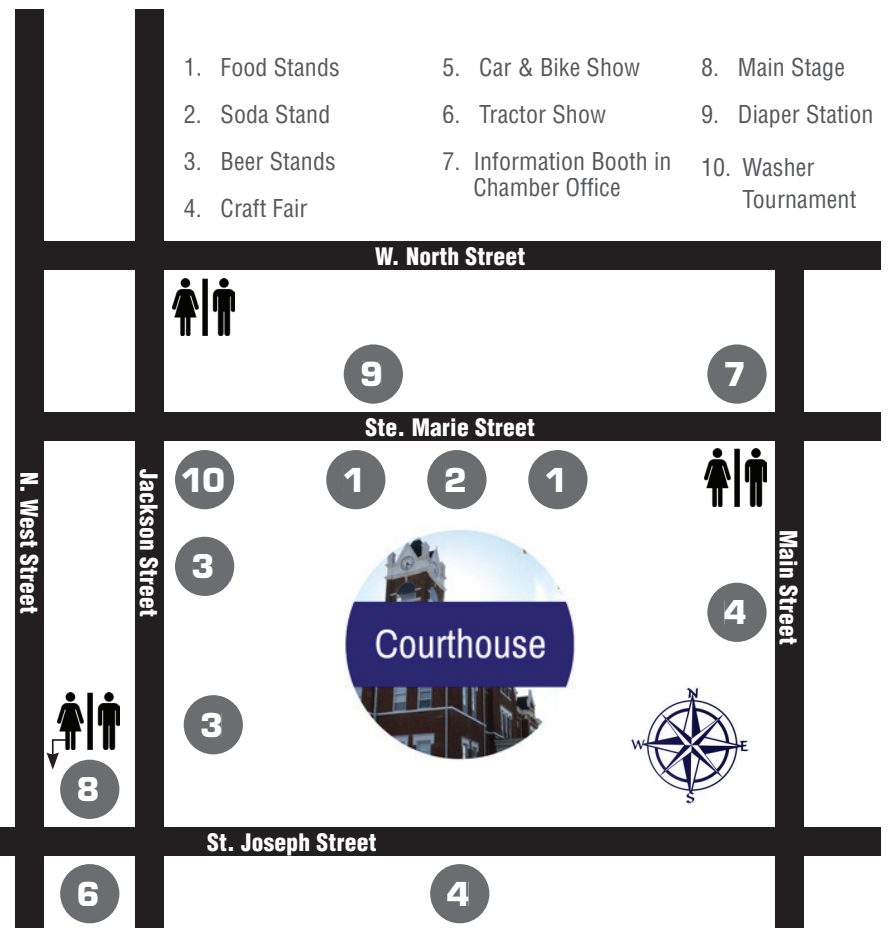 1. Food Stands
2. Soda Stand
3. Beer Stands
4. Craft Fair
5. Car & Bike Show
6. Tractor Show
7. Information Booth in
Chamber Office
8. Main Stage
9. Diaper Station
10. Washer
Tournament
W. North Street
9
7
Ste. Marie Street
N. West Street
Jackson Street
Main Street
10
1
2
1
3
4
Courthouse
3
N
W
E
S
8
St. Joseph Street
6
4